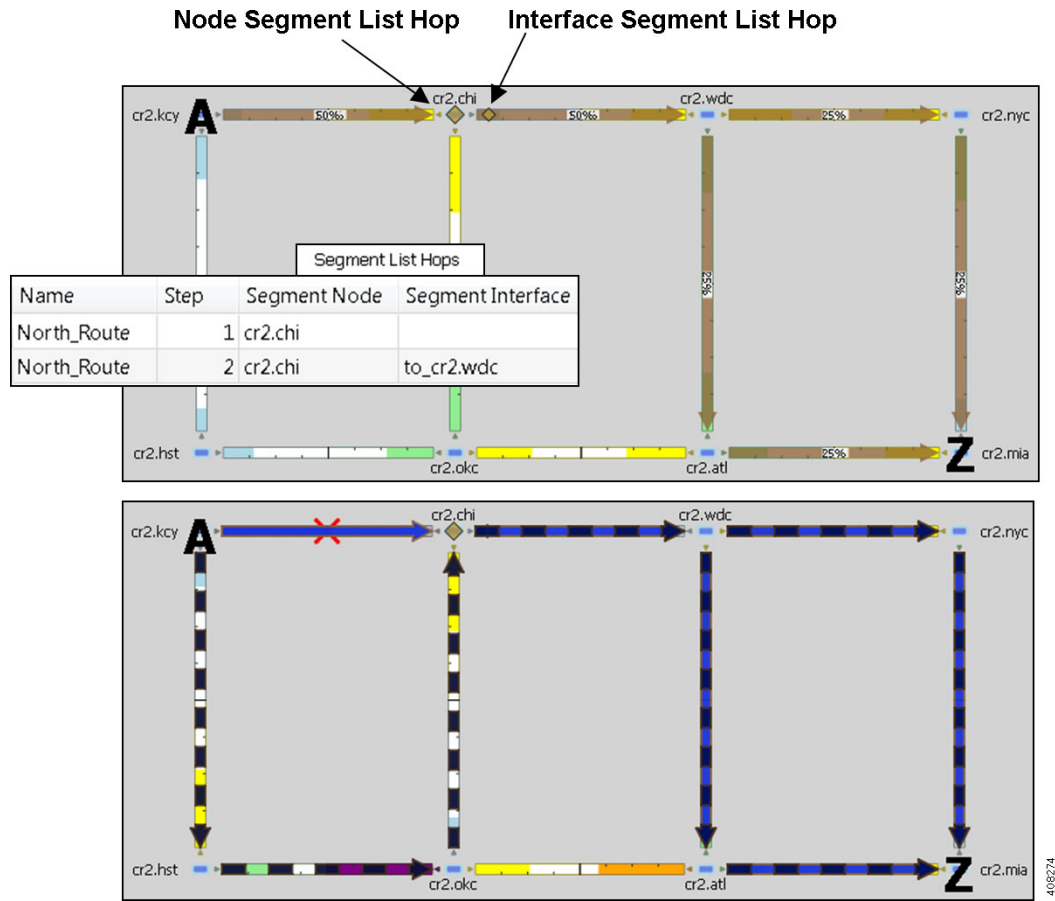 Node Segment List Hop Interface Segment List Hop
cr2.chi cr2.wdc
cr2.kcy A 50% 50% 25% cr2.nyc
25% 25%
Segment List Hops
Name Step Segment Node Segment Interface
North_Route 1 cr2.chi
North_Route 2 cr2.chi to_cr2.wdc
cr2.hst 25% Z cr2.mia
cr2.okc cr2.atl
cr2.chi cr2.wdc
cr2.kcy A cr2.nyc
cr2.hst Z cr2.mia
cr2.okc cr2.atl
408274